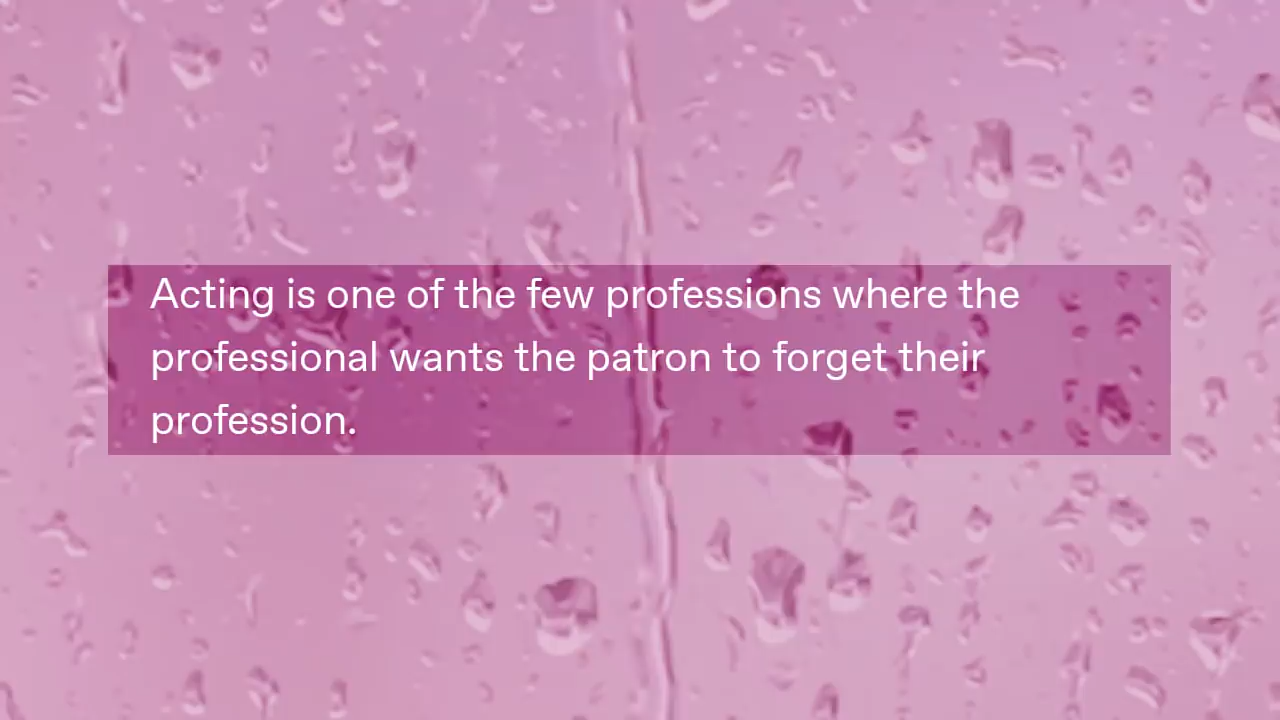 Acting is one of the few professions where the
professional wants the patron to forget their
profession.